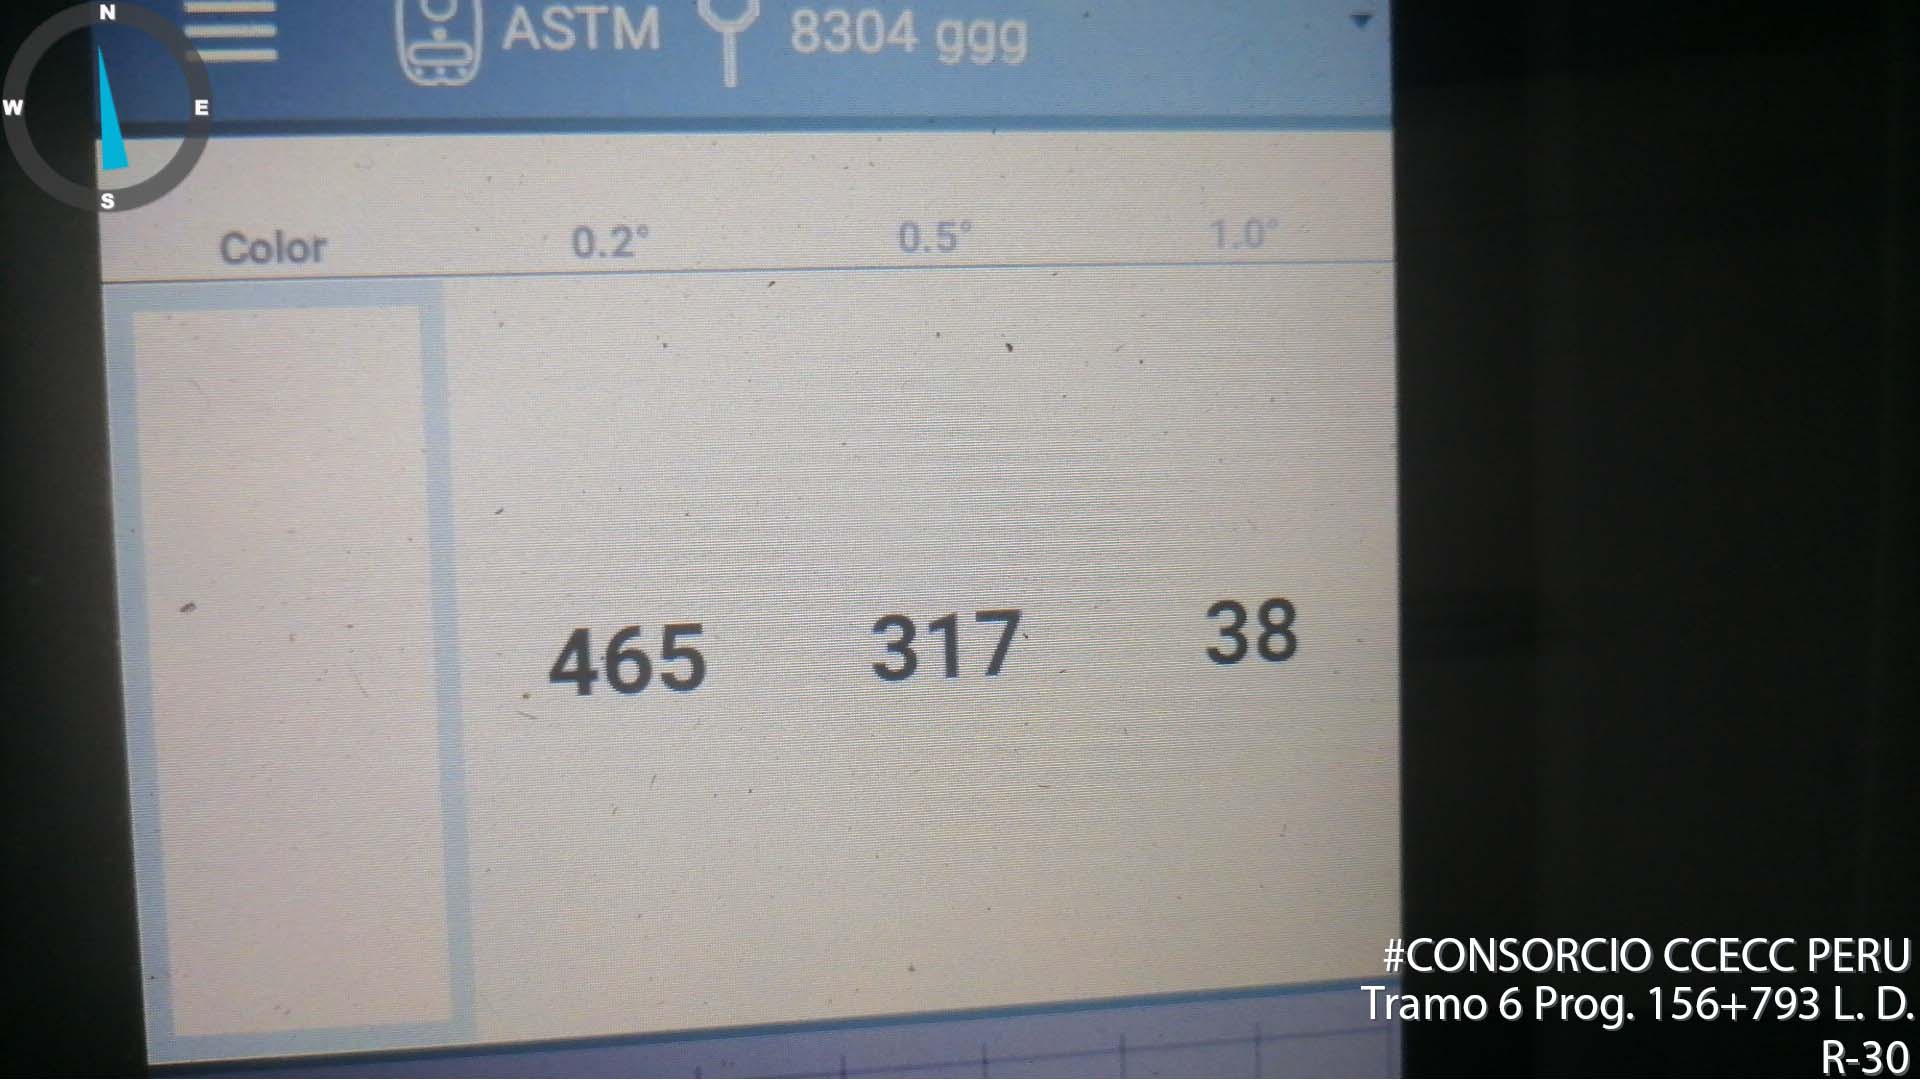 N
W E
S
ASTM 8304 ggg
Color 0.2° 0.5° 1.0°
465 317 38
#CONSORCIO CCECC PERU
Tramo 6 Prog. 156+793 L. D.
R-30